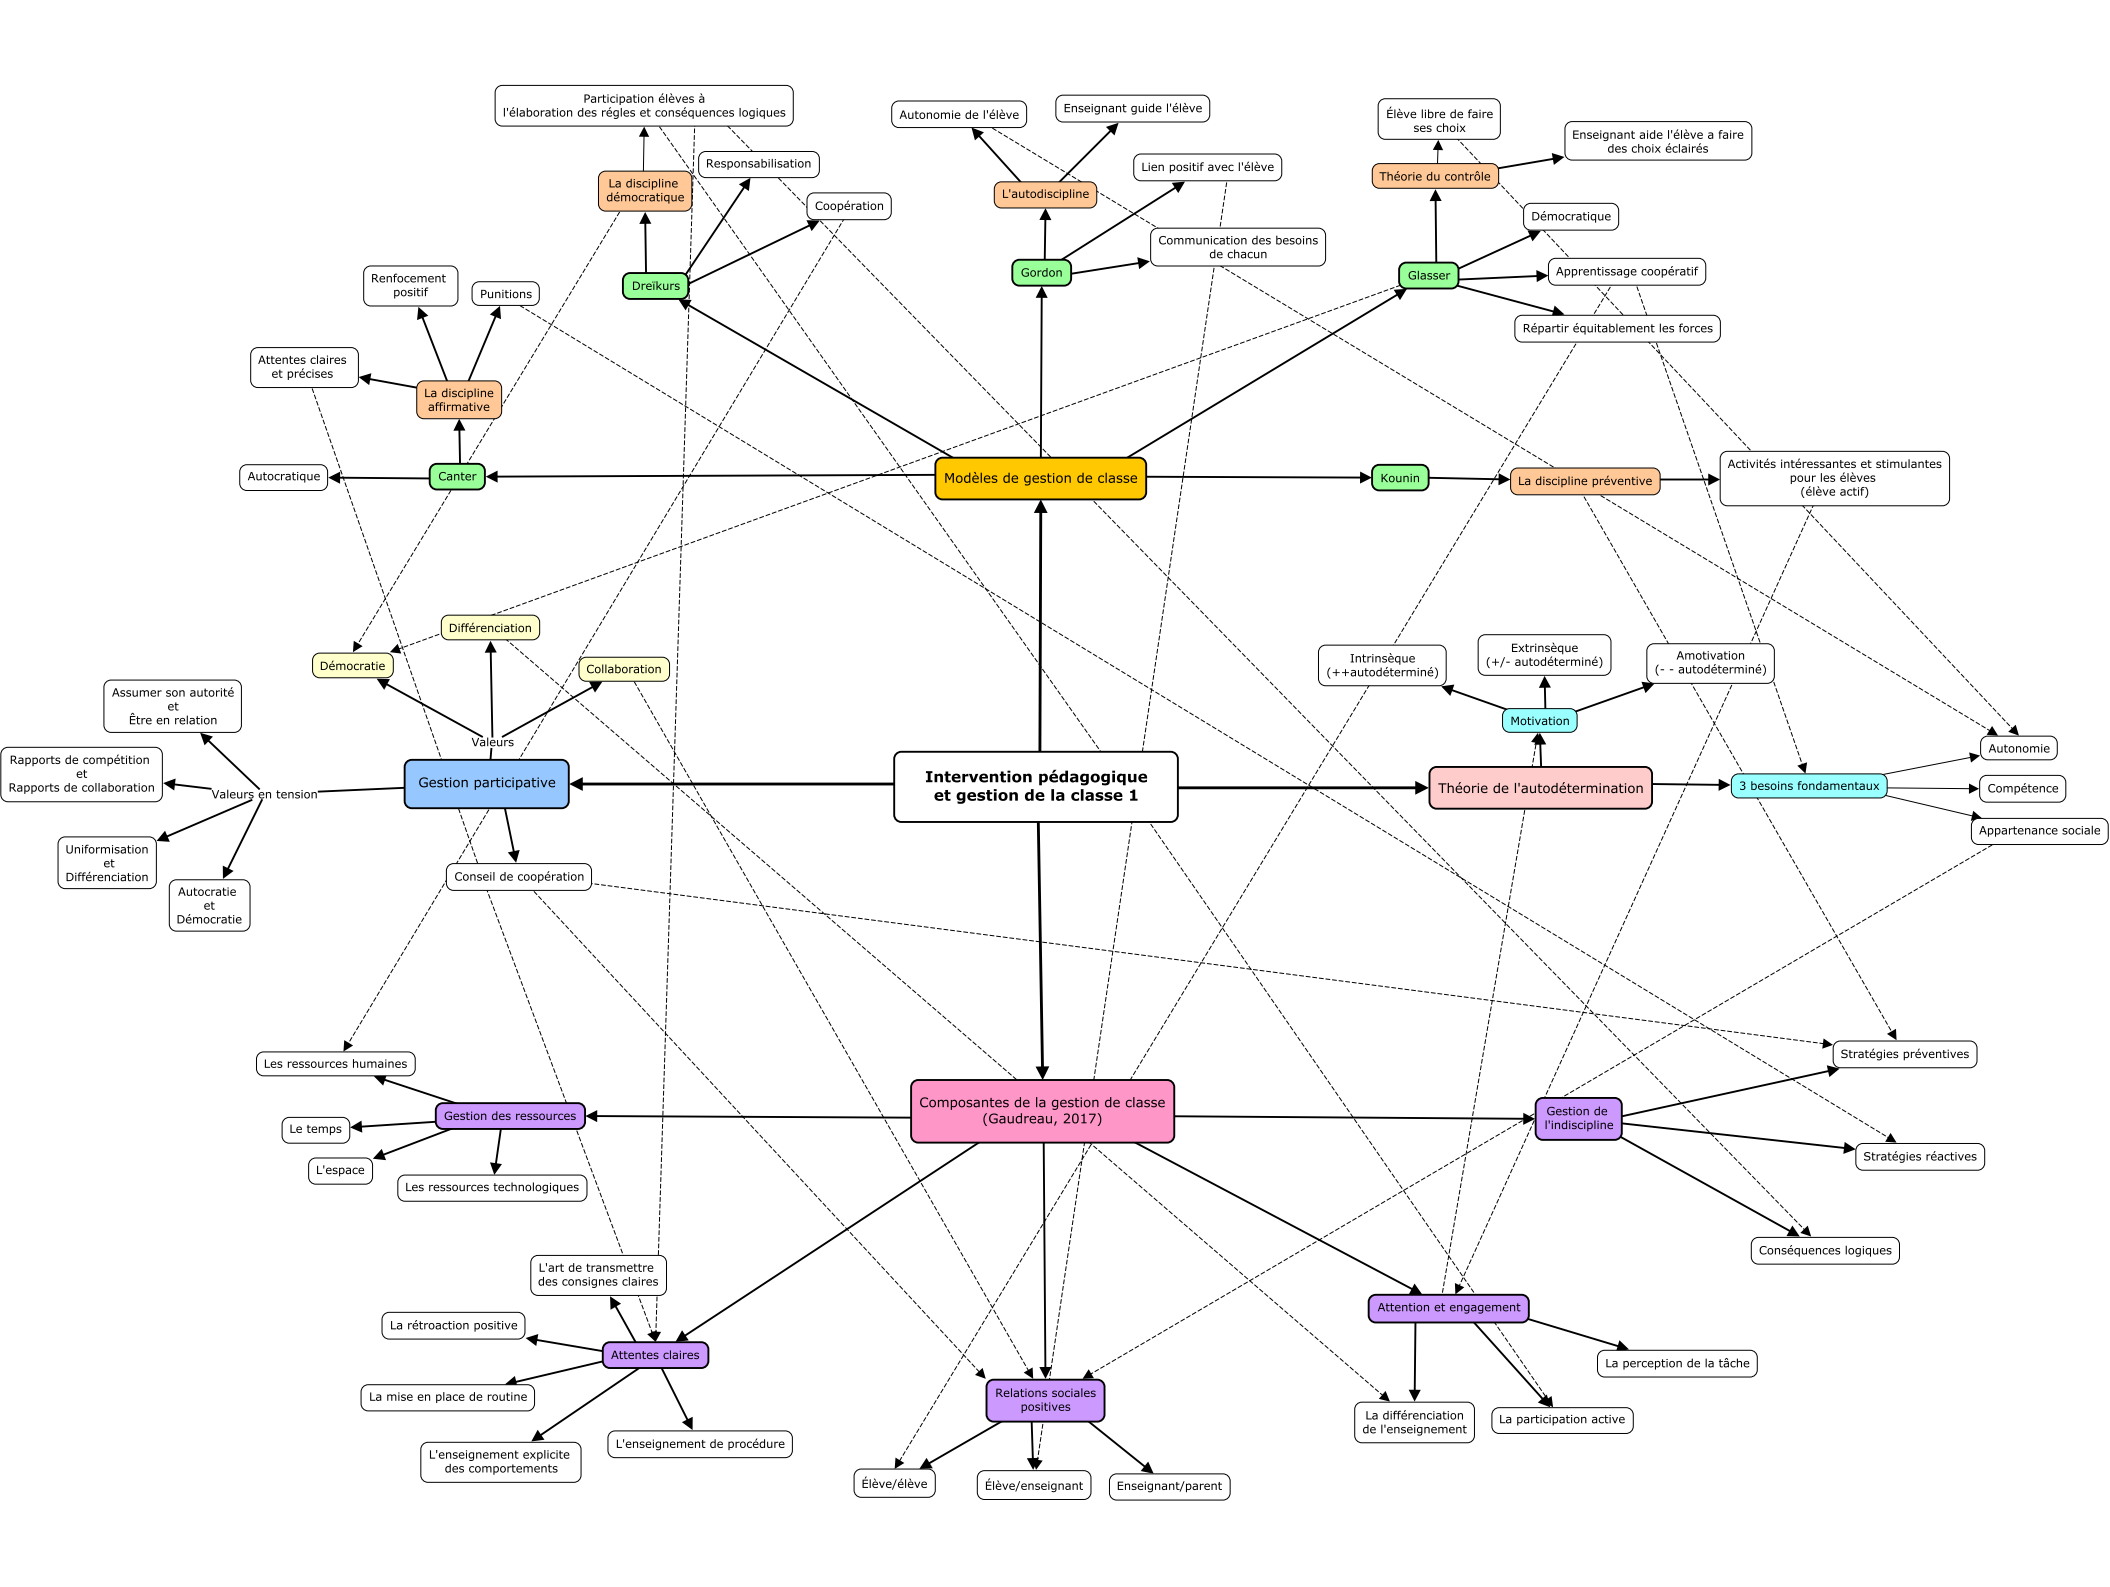 Participation élèves à
l'élaboration des régles et conséquences logiques
Autonomie de l'élève
Enseignant guide l'élève
Élève libre de faire
ses choix
Enseignant aide l'élève a faire
des choix éclairés
Responsabilisation
Lien positif avec l'élève
La discipline
démocratique
L'autodiscipline
Théorie du contrôle
Coopération
Démocratique
Communication des besoins
de chacun
Renfocement
positif
Punitions
Dreïkurs
Gordon
Glasser
Apprentissage coopératif
Répartir équitablement les forces
Attentes claires
et précises
La discipline
affirmative
Autocratique
Canter
Modèles de gestion de classe
Kounin
La discipline préventive
Activités intéressantes et stimulantes
pour les élèves
(élève actif)
Différenciation
Démocratie
Collaboration
Intrinsèque
(++autodéterminé)
Extrinsèque
(+/- autodéterminé)
Amotivation
(- - autodéterminé)
Assumer son autorité
et
Être en relation
Valeurs
Motivation
Autonomie
Rapports de compétition
et
Rapports de collaboration
Valeurs en tension
Gestion participative
Intervention pédagogique
et gestion de la classe 1
Théorie de l'autodétermination
3 besoins fondamentaux
Compétence
Appartenance sociale
Uniformisation
et
Différenciation
Autocratie
et
Démocratie
Conseil de coopération
Les ressources humaines
Stratégies préventives
Gestion des ressources
Composantes de la gestion de classe
(Gaudreau, 2017)
Gestion de
l'indiscipline
Le temps
L'espace
Les ressources technologiques
Stratégies réactives
Conséquences logiques
L'art de transmettre
des consignes claires
La rétroaction positive
Attentes claires
Attention et engagement
La mise en place de routine
La perception de la tâche
Relations sociales
positives
La différenciation
de l'enseignement
La participation active
L'enseignement explicite
des comportements
L'enseignement de procédure
Élève/élève
Élève/enseignant
Enseignant/parent